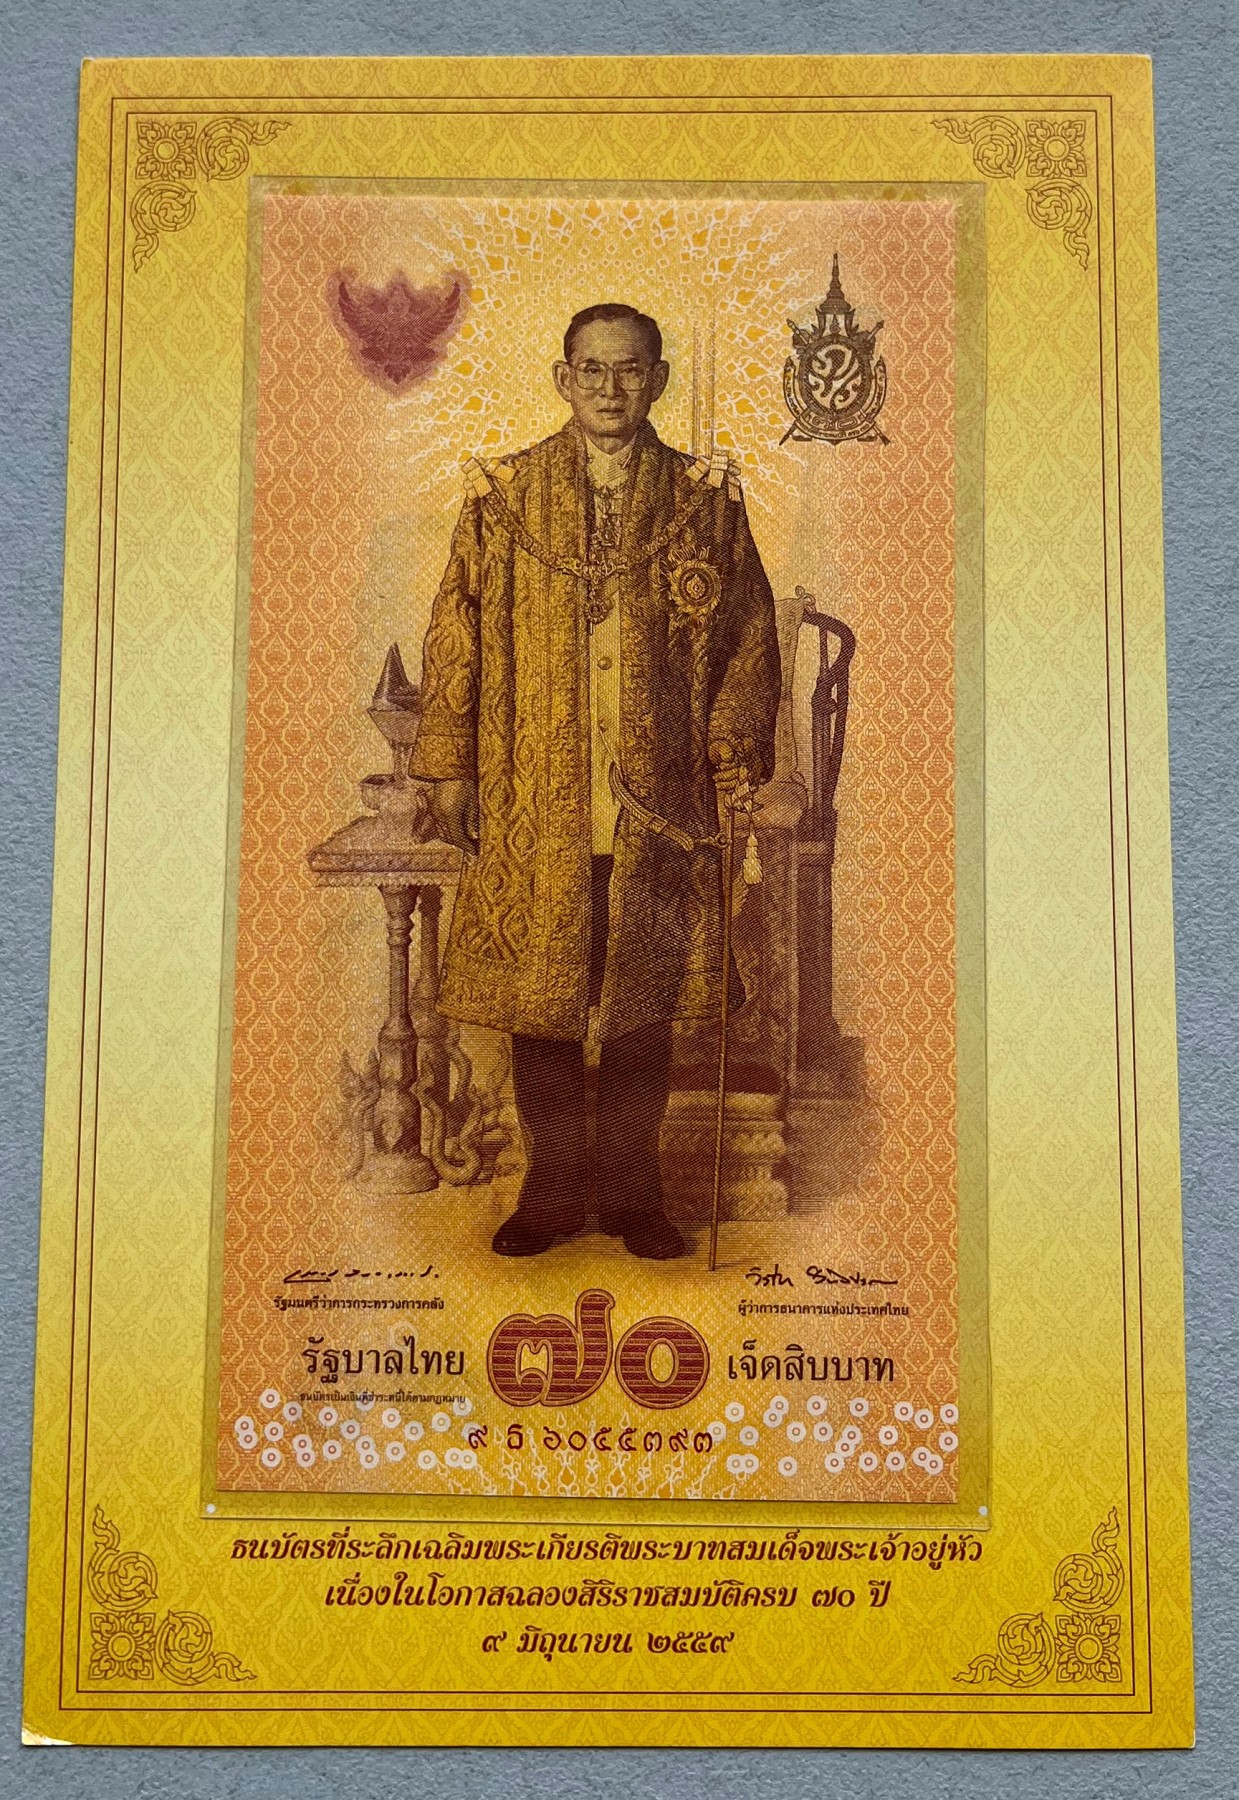 รัฐมนตรีว่าการกระทรวงการคลัง
ผู้ว่าการธนาคารแห่งประเทศไทย
รัฐบาลไทย ๗๐ เจ็ดสิบบาท
ธนบัตรเป็นเงินที่ชำระหนี้ได้ตามกฎหมาย
๙ ธ ๖๐๕๕๓๙๓
ธนบัตรที่ระลึกเฉลิมพระเกียรติพระบาทสมเด็จพระเจ้าอยู่หัว
เนื่องในโอกาสฉลองสิริราชสมบัติครบ ๗๐ ปี
๙ มิถุนายน ๒๕๕๙